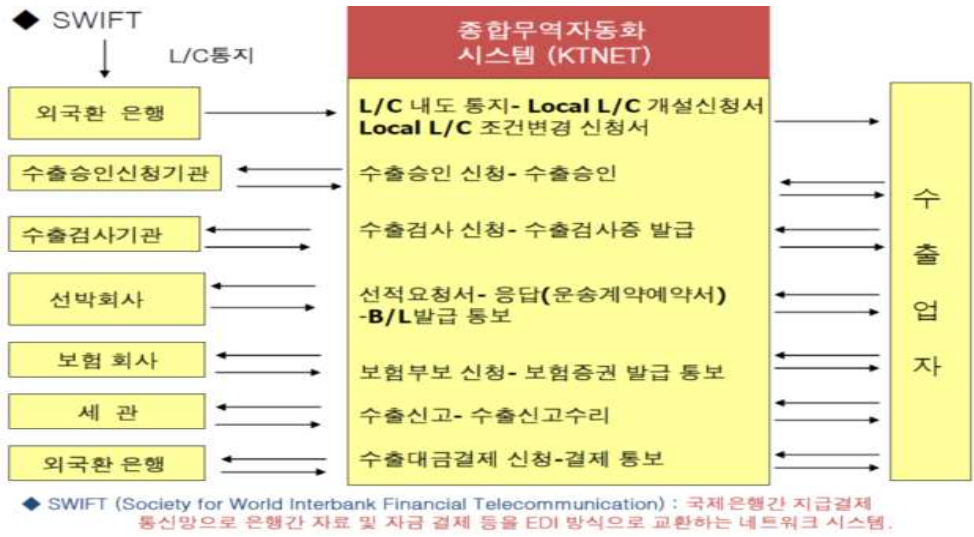 ◆ SWIFT
L/C통지
종합무역자동화
시스템 (KTNET)
외국환 은행
L/C 내도 통지- Local L/C 개설신청서
Local L/C 조건변경 신청서
수출승인신청기관
수출승인 신청- 수출승인
수출검사기관
수출검사 신청- 수출검사증 발급
선박회사
선적요청서- 응답(운송계약예약서)
-B/L발급 통보
보험 회사
보험부보 신청- 보험증권 발급 통보
세 관
수출신고- 수출신고수리
외국환 은행
수출대금결제 신청-결제 통보
수
출
업
자
◆ SWIFT (Society for World Interbank Financial Telecommunication) : 국제은행간 지급결제
통신망으로 은행간 자료 및 자금 결제 등을 EDI 방식으로 교환하는 네트워크 시스템.